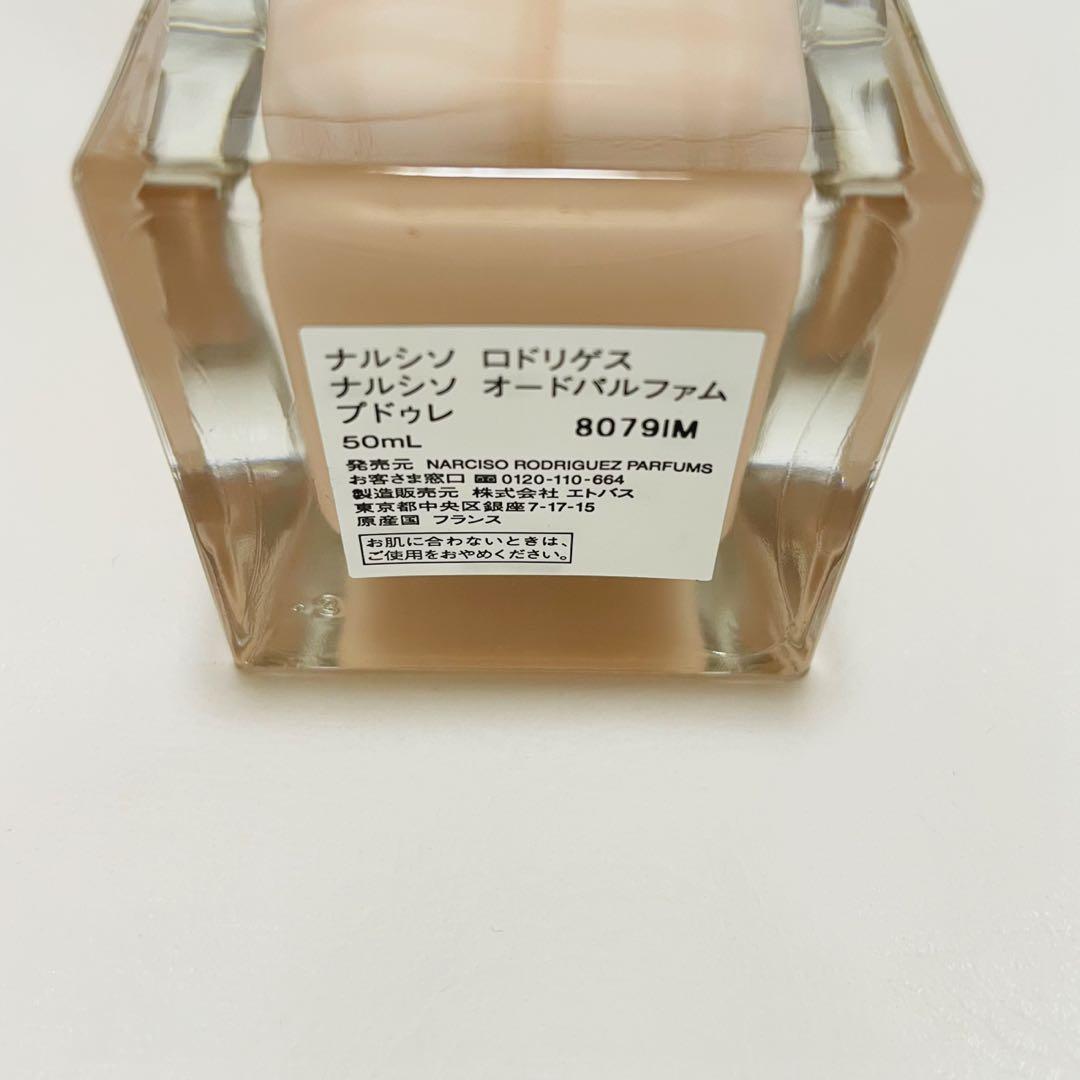 ナルシソ ロドリゲス
ナルシソ オードパルファム
プドゥレ
50mL 8079IM
発売元 NARCISO RODRIGUEZ PARFUMS
お客さま窓口 0120-110-664
製造販売元 株式会社 エトバス
東京都中央区銀座7-17-15
原産国 フランス
お肌に合わないときは、
ご使用をおやめください。